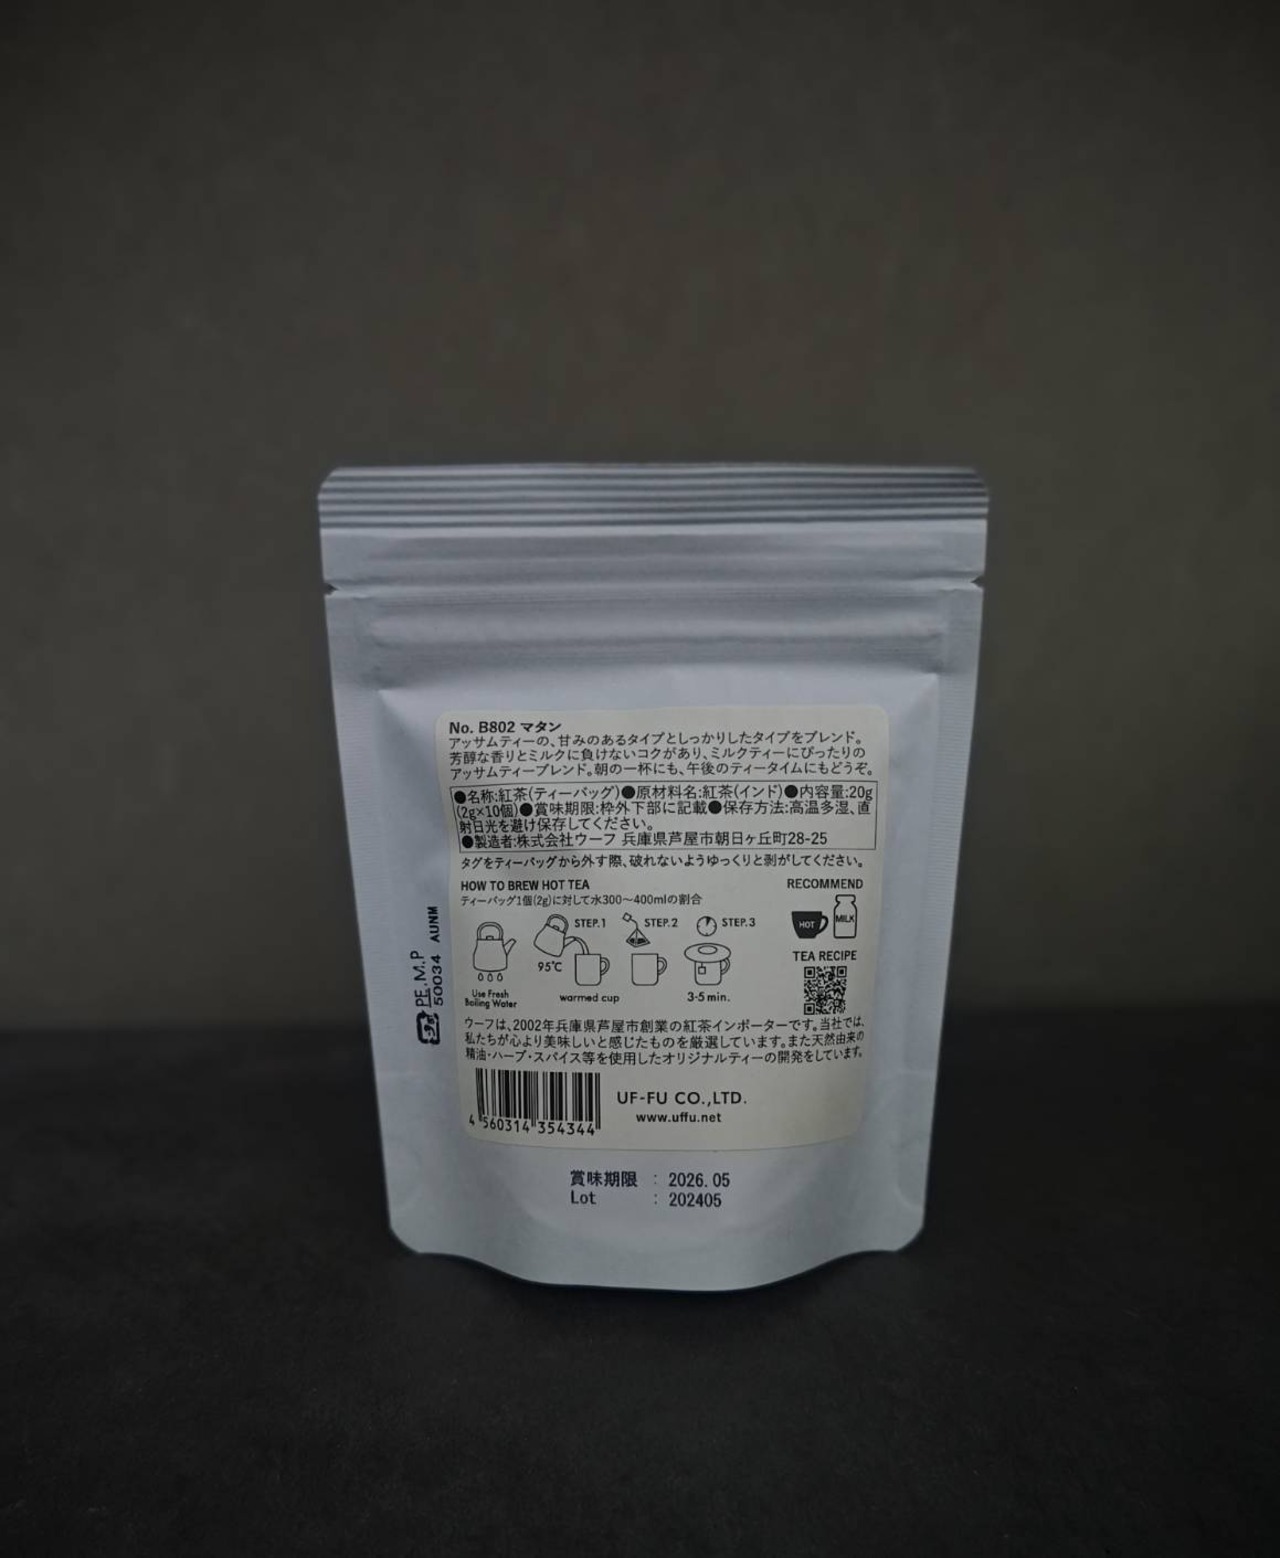 No. B802 マタン
アッサムティーの、甘みのあるタイプとしっかりしたタイプをブレンド。
芳醇な香りとミルクに負けないコクがあり、ミルクティーにぴったりの
アッサムティーブレンド。朝の一杯にも、午後のティータイムにもどうぞ。
●名称:紅茶(ティーバッグ)●原材料名:紅茶(インド)●内容量:20g
(2g×10個)●賞味期限:枠外下部に記載●保存方法:高温多湿、直
射日光を避け保存してください。
●製造者:株式会社ウーフ 兵庫県芦屋市朝日ヶ丘町28-25
タグをティーバッグから外す際、破れないようゆっくりと剥がしてください。
HOW TO BREW HOT TEA
ティーバッグ1個(2g)に対して水300〜400mlの割合
STEP.1
STEP.2
STEP.3
95℃
Use Fresh
Boiling Water
warmed cup
3-5 min.
RECOMMEND
HOT
MILK
TEA RECIPE
ウーフは、2002年兵庫県芦屋市創業の紅茶インポーターです。当社では、
私たちが心より美味しいと感じたものを厳選しています。また天然由来の
精油・ハーブ・スパイス等を使用したオリジナルティーの開発をしています。
4 560314 354344
UF-FU CO.,LTD.
www.uffu.net
PE.M.P
50034 AUNM
賞味期限 : 2026.05
Lot : 202405